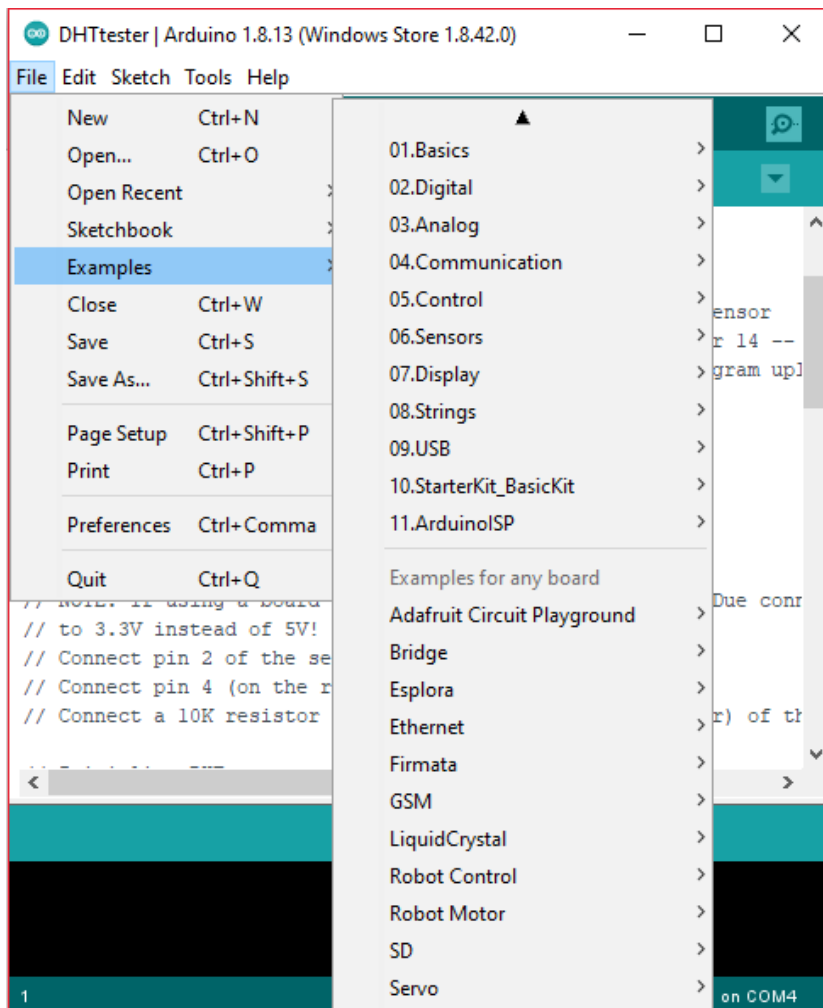 DHTtester | Arduino 1.8.13 (Windows Store 1.8.42.0)
File Edit Sketch Tools Help
New Ctrl+N
Open... Ctrl+O
Open Recent
Sketchbook
Examples
Close Ctrl+W
Save Ctrl+S
Save As... Ctrl+Shift+S
Page Setup Ctrl+Shift+P
Print Ctrl+P
Preferences Ctrl+Comma
Quit Ctrl+Q
01.Basics
02.Digital
03.Analog
04.Communication
05.Control
06.Sensors
07.Display
08.Strings
09.USB
10.StarterKit_BasicKit
11.ArduinoISP
Examples for any board
Adafruit Circuit Playground
Bridge
Esplora
Ethernet
Firmata
GSM
LiquidCrystal
Robot Control
Robot Motor
SD
Servo
ensor
r 14 --
gram upl
// NOTE: If using a board Due conn
// to 3.3V instead of 5V!
// Connect pin 2 of the se
// Connect pin 4 (on the r
// Connect a 10K resistor r) of th
1 on COM4